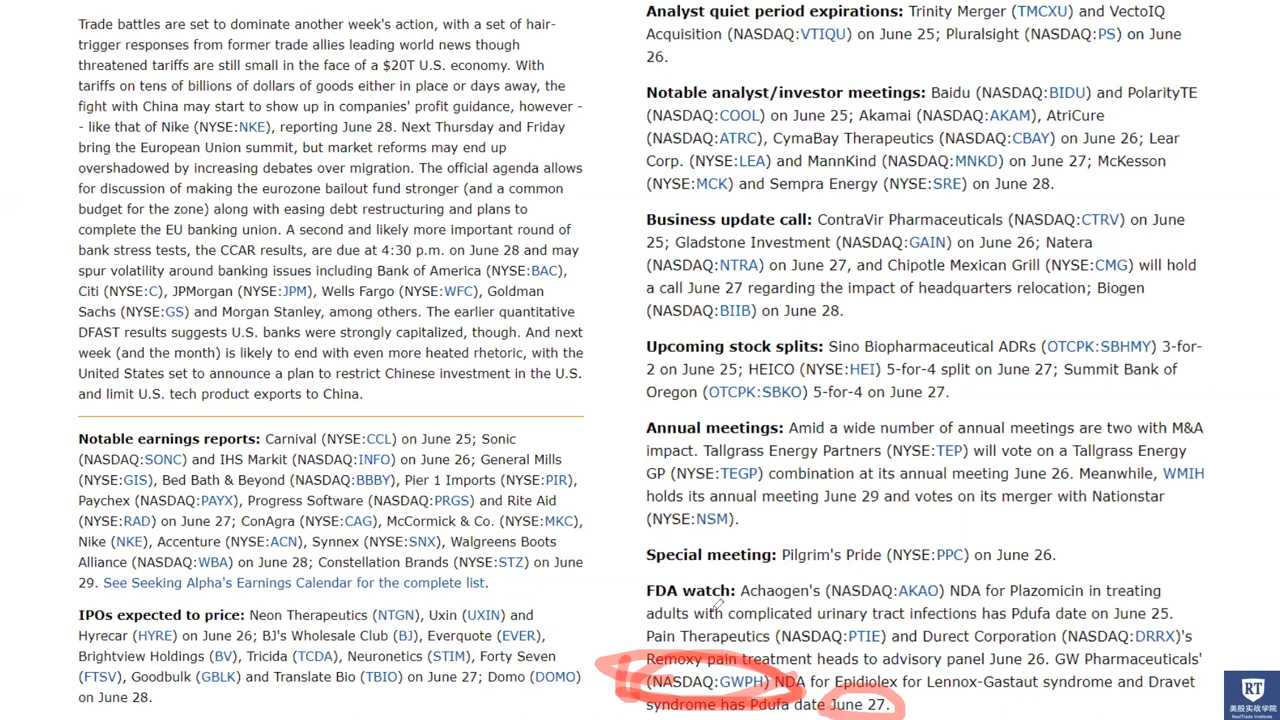 Trade battles are set to dominate another week's action, with a set of hair-
trigger responses from former trade allies leading world news though
threatened tariffs are still small in the face of a $20T U.S. economy. With
tariffs on tens of billions of dollars of goods either in place or days away, the
fight with China may start to show up in companies' profit guidance, however -
- like that of Nike (NYSE:NKE), reporting June 28. Next Thursday and Friday
bring the European Union summit, but market reforms may end up
overshadowed by increasing debates over migration. The official agenda allows
for discussion of making the eurozone bailout fund stronger (and a common
budget for the zone) along with easing debt restructuring and plans to
complete the EU banking union. A second and likely more important round of
bank stress tests, the CCAR results, are due at 4:30 p.m. on June 28 and may
spur volatility around banking issues including Bank of America (NYSE:BAC),
Citi (NYSE:C), JPMorgan (NYSE:JPM), Wells Fargo (NYSE:WFC), Goldman
Sachs (NYSE:GS) and Morgan Stanley, among others. The earlier quantitative
DFAST results suggests U.S. banks were strongly capitalized, though. And next
week (and the month) is likely to end with even more heated rhetoric, with the
United States set to announce a plan to restrict Chinese investment in the U.S.
and limit U.S. tech product exports to China.
Notable earnings reports: Carnival (NYSE:CCL) on June 25; Sonic
(NASDAQ:SONC) and IHS Markit (NASDAQ:INFO) on June 26; General Mills
(NYSE:GIS), Bed Bath & Beyond (NASDAQ:BBBY), Pier 1 Imports (NYSE:PIR),
Paychex (NASDAQ:PAYX), Progress Software (NASDAQ:PRGS) and Rite Aid
(NYSE:RAD) on June 27; ConAgra (NYSE:CAG), McCormick & Co. (NYSE:MKC),
Nike (NKE), Accenture (NYSE:ACN), Synnex (NYSE:SNX), Walgreens Boots
Alliance (NASDAQ:WBA) on June 28; Constellation Brands (NYSE:STZ) on June
29. See Seeking Alpha's Earnings Calendar for the complete list.
IPOs expected to price: Neon Therapeutics (NTGN), Uxin (UXIN) and
Hyrecar (HYRE) on June 26; BJ's Wholesale Club (BJ), Everquote (EVER),
Brightview Holdings (BV), Tricida (TCDA), Neuronetics (STIM), Forty Seven
(FTSV), Goodbulk (GBLK) and Translate Bio (TBIO) on June 27; Domo (DOMO)
on June 28.
Analyst quiet period expirations: Trinity Merger (TMCXU) and VectoIQ
Acquisition (NASDAQ:VTIQU) on June 25; Pluralsight (NASDAQ:PS) on June
26.
Notable analyst/investor meetings: Baidu (NASDAQ:BIDU) and PolarityTE
(NASDAQ:COOL) on June 25; Akamai (NASDAQ:AKAM), AtriCure
(NASDAQ:ATRC), CymaBay Therapeutics (NASDAQ:CBAY) on June 26; Lear
Corp. (NYSE:LEA) and MannKind (NASDAQ:MNKD) on June 27; McKesson
(NYSE:MCK) and Sempra Energy (NYSE:SRE) on June 28.
Business update call: ContraVir Pharmaceuticals (NASDAQ:CTRV) on June
25; Gladstone Investment (NASDAQ:GAIN) on June 26; Natera
(NASDAQ:NTRA) on June 27, and Chipotle Mexican Grill (NYSE:CMG) will hold
a call June 27 regarding the impact of headquarters relocation; Biogen
(NASDAQ:BIIB) on June 28.
Upcoming stock splits: Sino Biopharmaceutical ADRs (OTCPK:SBHMY) 3-for-
2 on June 25; HEICO (NYSE:HEI) 5-for-4 split on June 27; Summit Bank of
Oregon (OTCPK:SBKO) 5-for-4 on June 27.
Annual meetings: Amid a wide number of annual meetings are two with M&A
impact. Tallgrass Energy Partners (NYSE:TEP) will vote on a Tallgrass Energy
GP (NYSE:TEGP) combination at its annual meeting June 26. Meanwhile, WMIH
holds its annual meeting June 29 and votes on its merger with Nationstar
(NYSE:NSM).
Special meeting: Pilgrim's Pride (NYSE:PPC) on June 26.
FDA watch: Achaogen's (NASDAQ:AKAO) NDA for Plazomicin in treating
adults with complicated urinary tract infections has Pdufa date on June 25.
Pain Therapeutics (NASDAQ:PTIE) and Durect Corporation (NASDAQ:DRRX)'s
Remoxy pain treatment heads to advisory panel June 26. GW Pharmaceuticals'
(NASDAQ:GWPH) NDA for Epidiolex for Lennox-Gastaut syndrome and Dravet
syndrome has Pdufa date June 27.
RT
美股实战学院